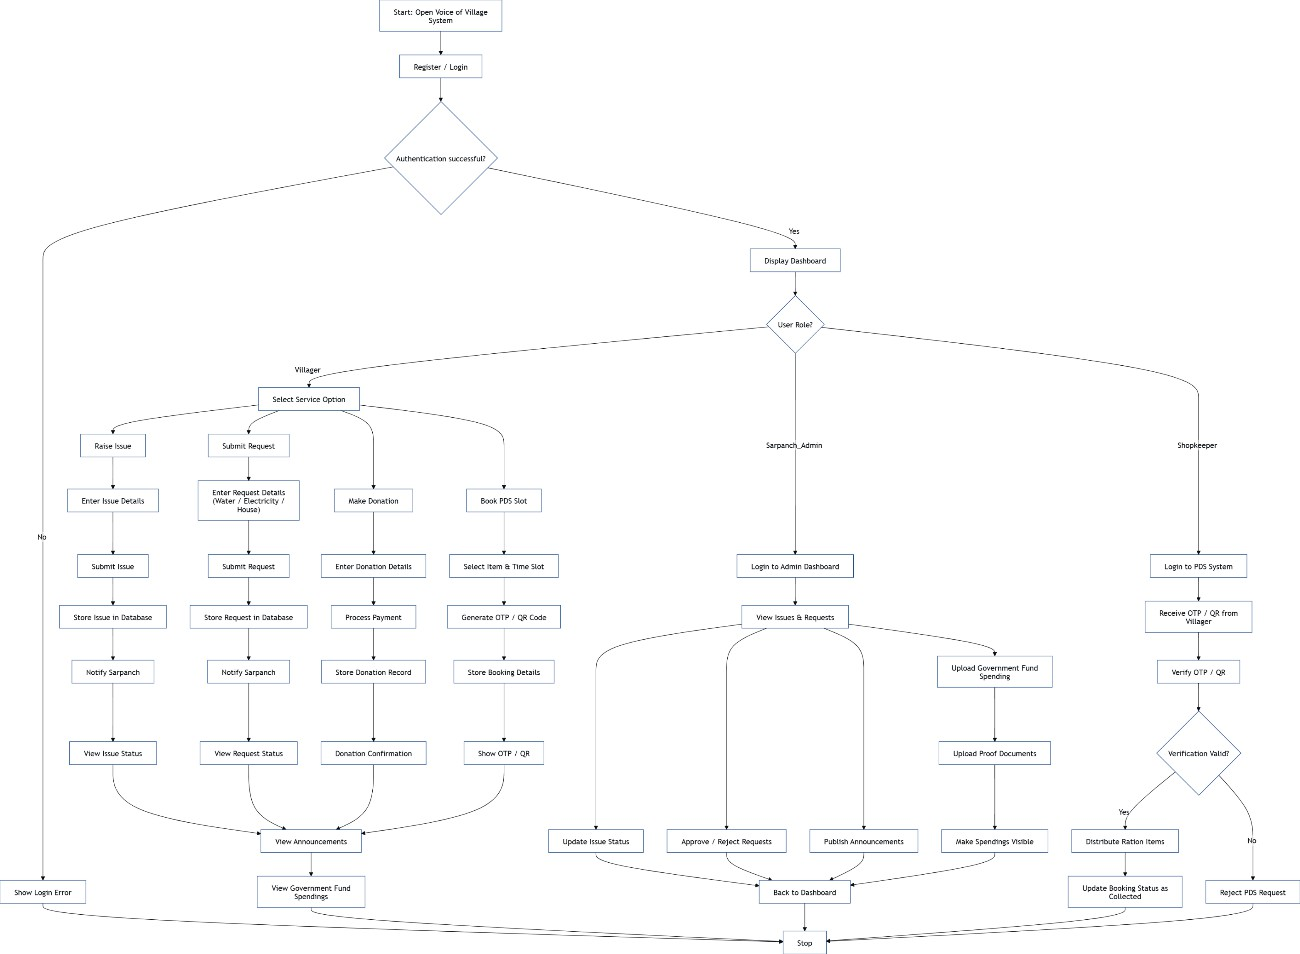 Start: Open Voice of Village
System
Register / Login
Authentication successful?
Yes
Display Dashboard
User Role?
Villager
Select Service Option
Raise Issue
Submit Request
Sarpanch_Admin
Shopkeeper
Enter Issue Details
Enter Request Details
(Water / Electricity /
House)
Make Donation
Book PDS Slot
No
Submit Issue
Submit Request
Enter Donation Details
Select Item & Time Slot
Login to Admin Dashboard
Login to PDS System
Store Issue in Database
Store Request in Database
Process Payment
Generate OTP / QR Code
View Issues & Requests
Receive OTP / QR from
Villager
Notify Sarpanch
Notify Sarpanch
Store Donation Record
Store Booking Details
Upload Government Fund
Spending
Verify OTP / QR
View Issue Status
View Request Status
Donation Confirmation
Show OTP / QR
Upload Proof Documents
Verification Valid?
Yes
No
View Announcements
Update Issue Status
Approve / Reject Requests
Publish Announcements
Make Spendings Visible
Distribute Ration Items
Show Login Error
View Government Fund
Spendings
Back to Dashboard
Update Booking Status as
Collected
Reject PDS Request
Stop